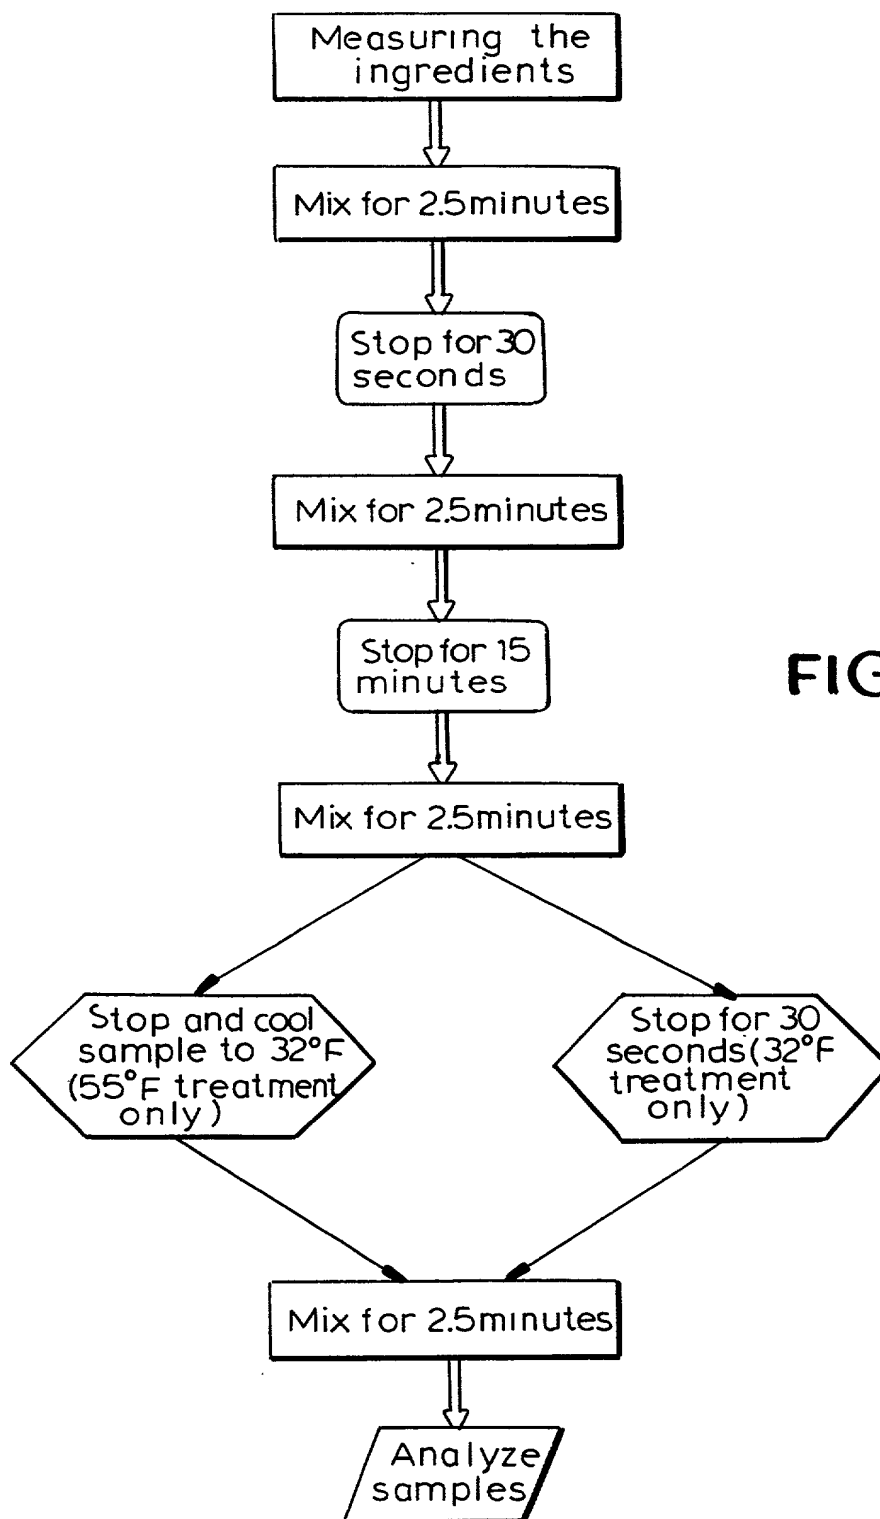 Measuring the
ingredients
Mix for 2.5minutes
Stop for 30
seconds
Mix for 2.5minutes
Stop for 15
minutes
FIG
Mix for 2.5minutes
Stop and cool
sample to 32°F
(55°F treatment
only)
Stop for 30
seconds(32°F
treatment
only)
Mix for 2.5minutes
Analyze
samples